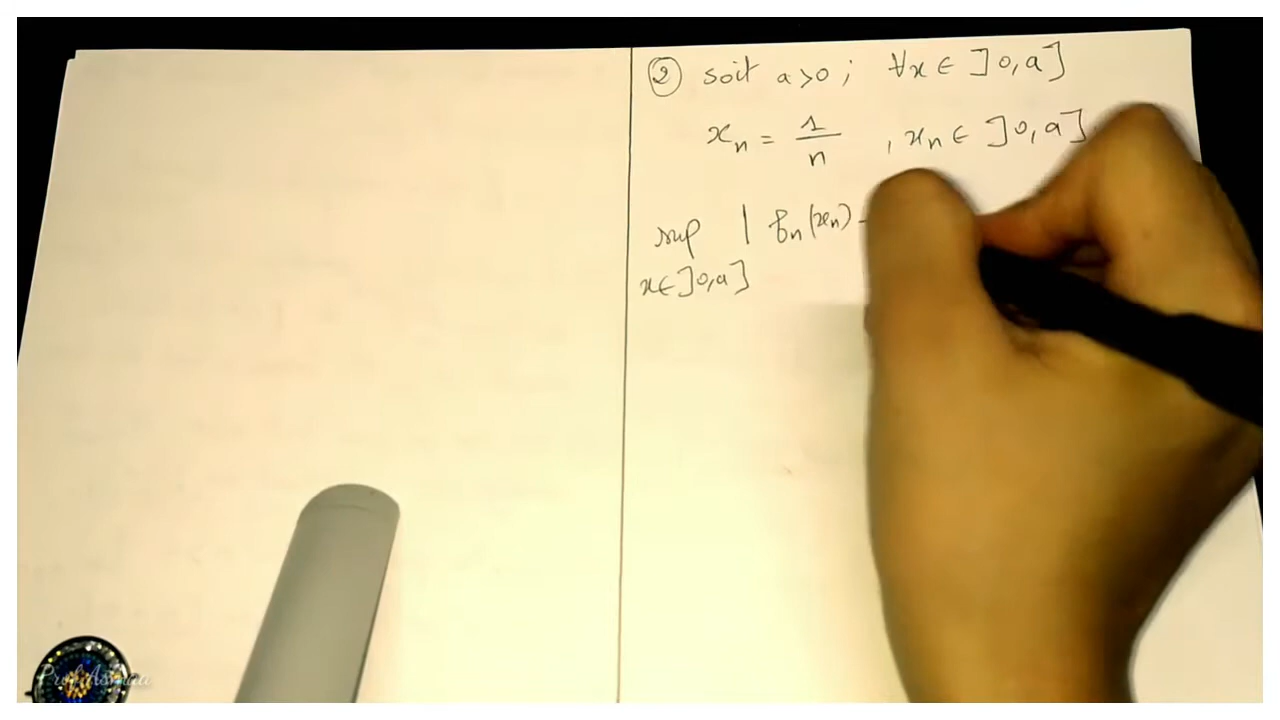 ② soit a>0 ; ∀x ∈ ]0,a]
xₙ = 1/n , xₙ ∈ ]0,a]
sup | fₙ(xₙ) -
x∈]0,a]